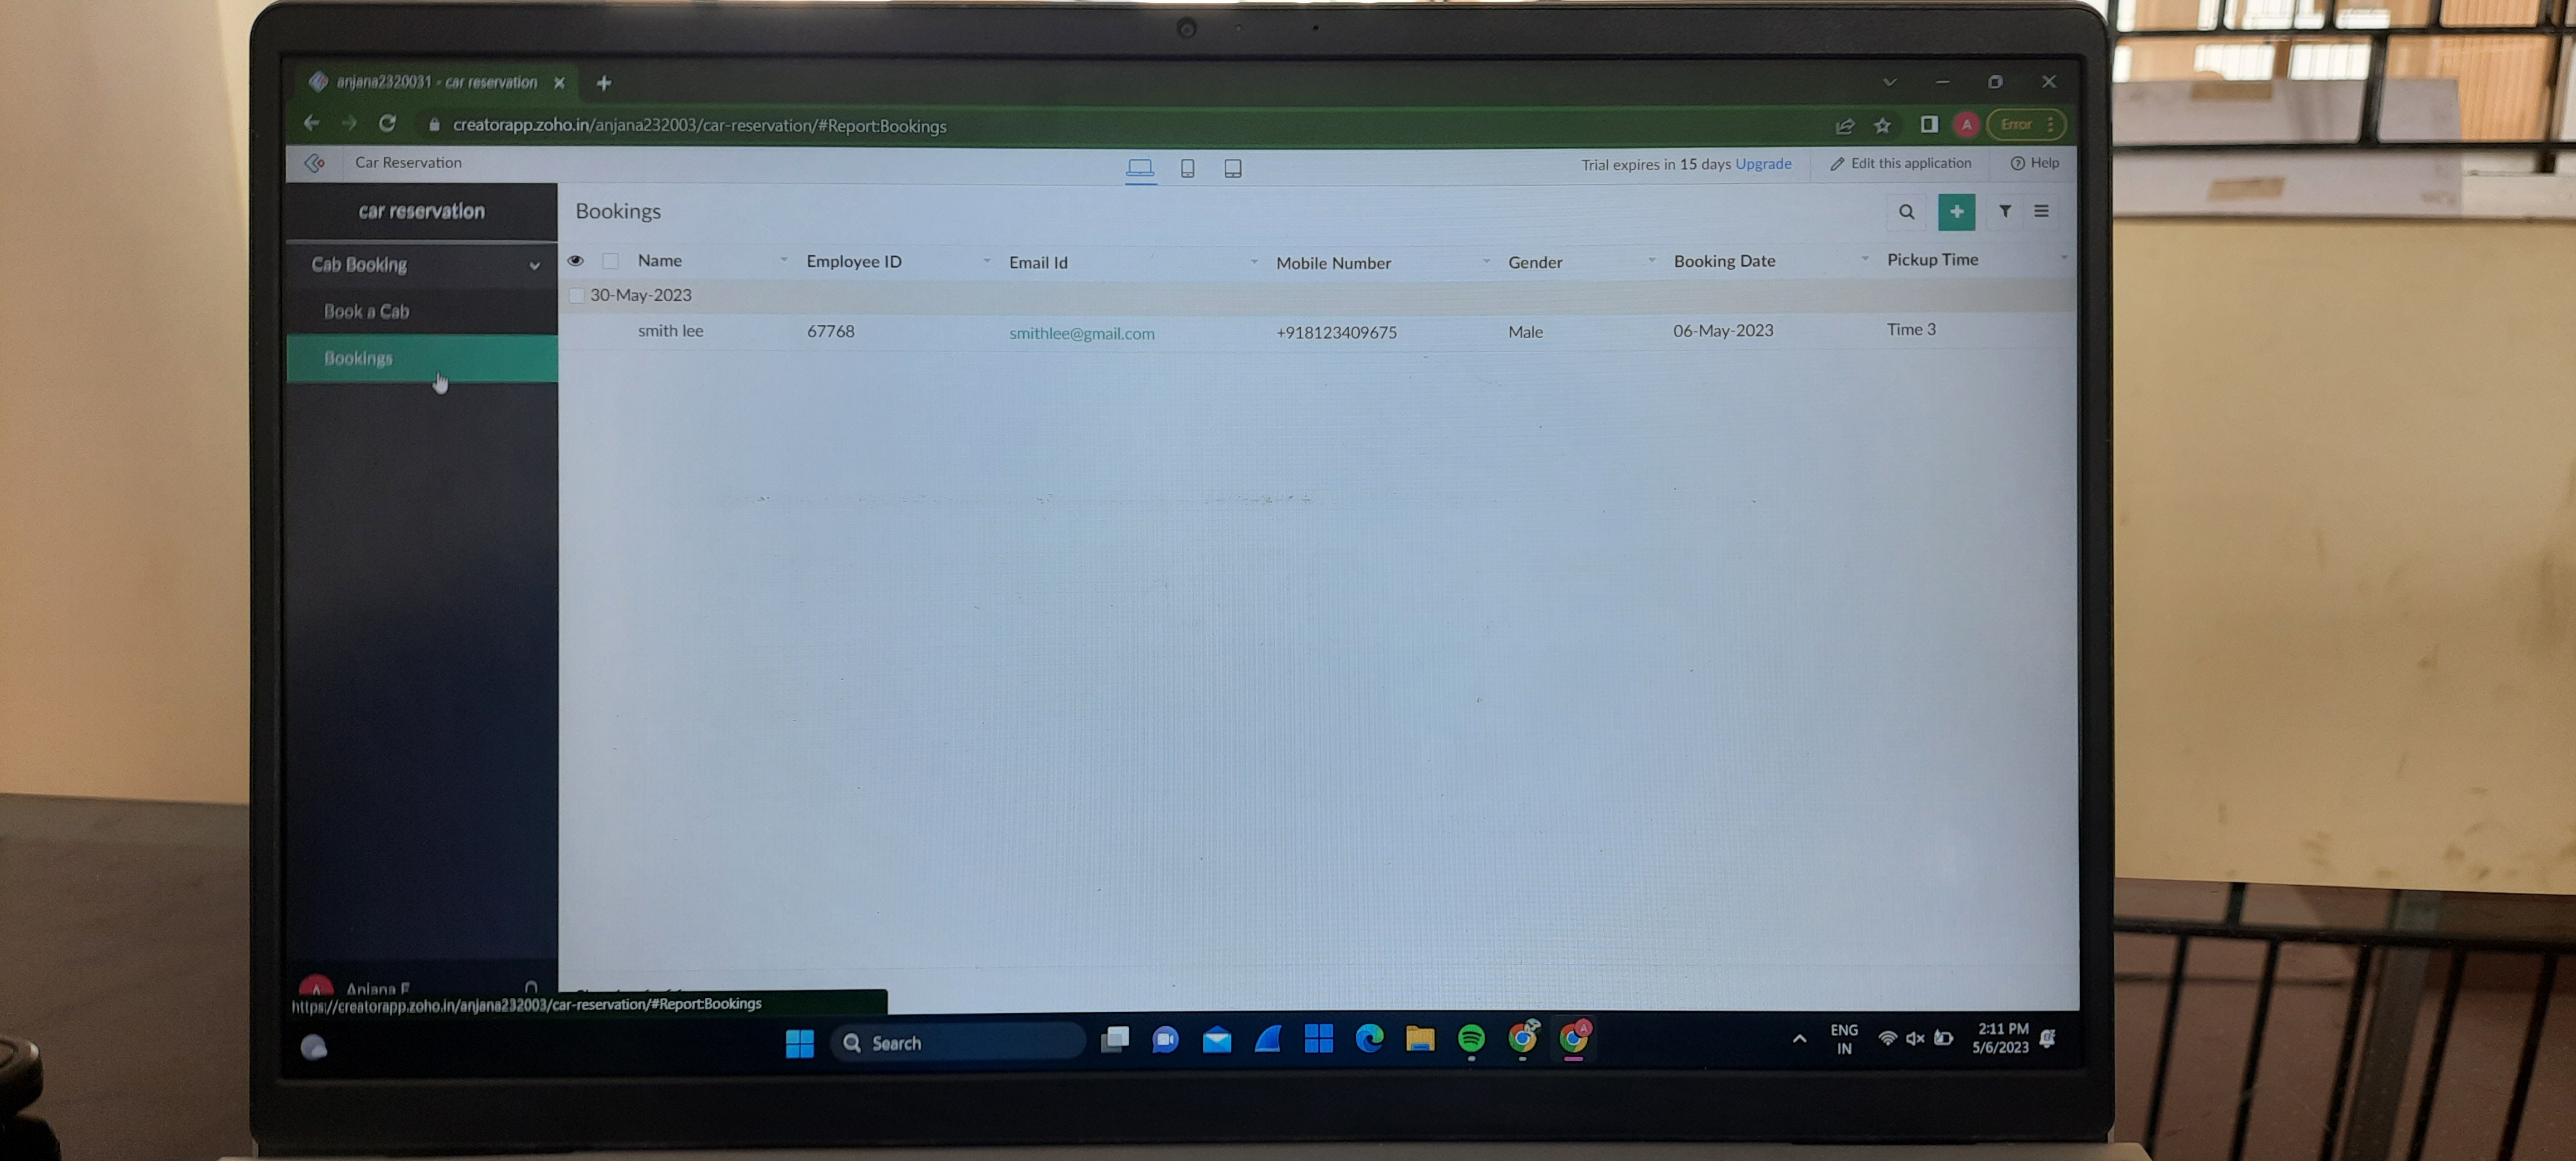 anjana2320031 - car reservation
creatorapp.zoho.in/anjana232003/car-reservation/#Report:Bookings
A
Error
Car Reservation
Trial expires in 15 days Upgrade
Edit this application
Help
car reservation
Bookings
Cab Booking
Name Employee ID Email Id Mobile Number Gender Booking Date Pickup Time
30-May-2023
Book a Cab
smith lee 67768 smithlee@gmail.com +918123409675 Male 06-May-2023 Time 3
Bookings
A
Anjana
https://creatorapp.zoho.in/anjana232003/car-reservation/#Report:Bookings
Search
A
ENG
IN
2:11 PM
5/6/2023